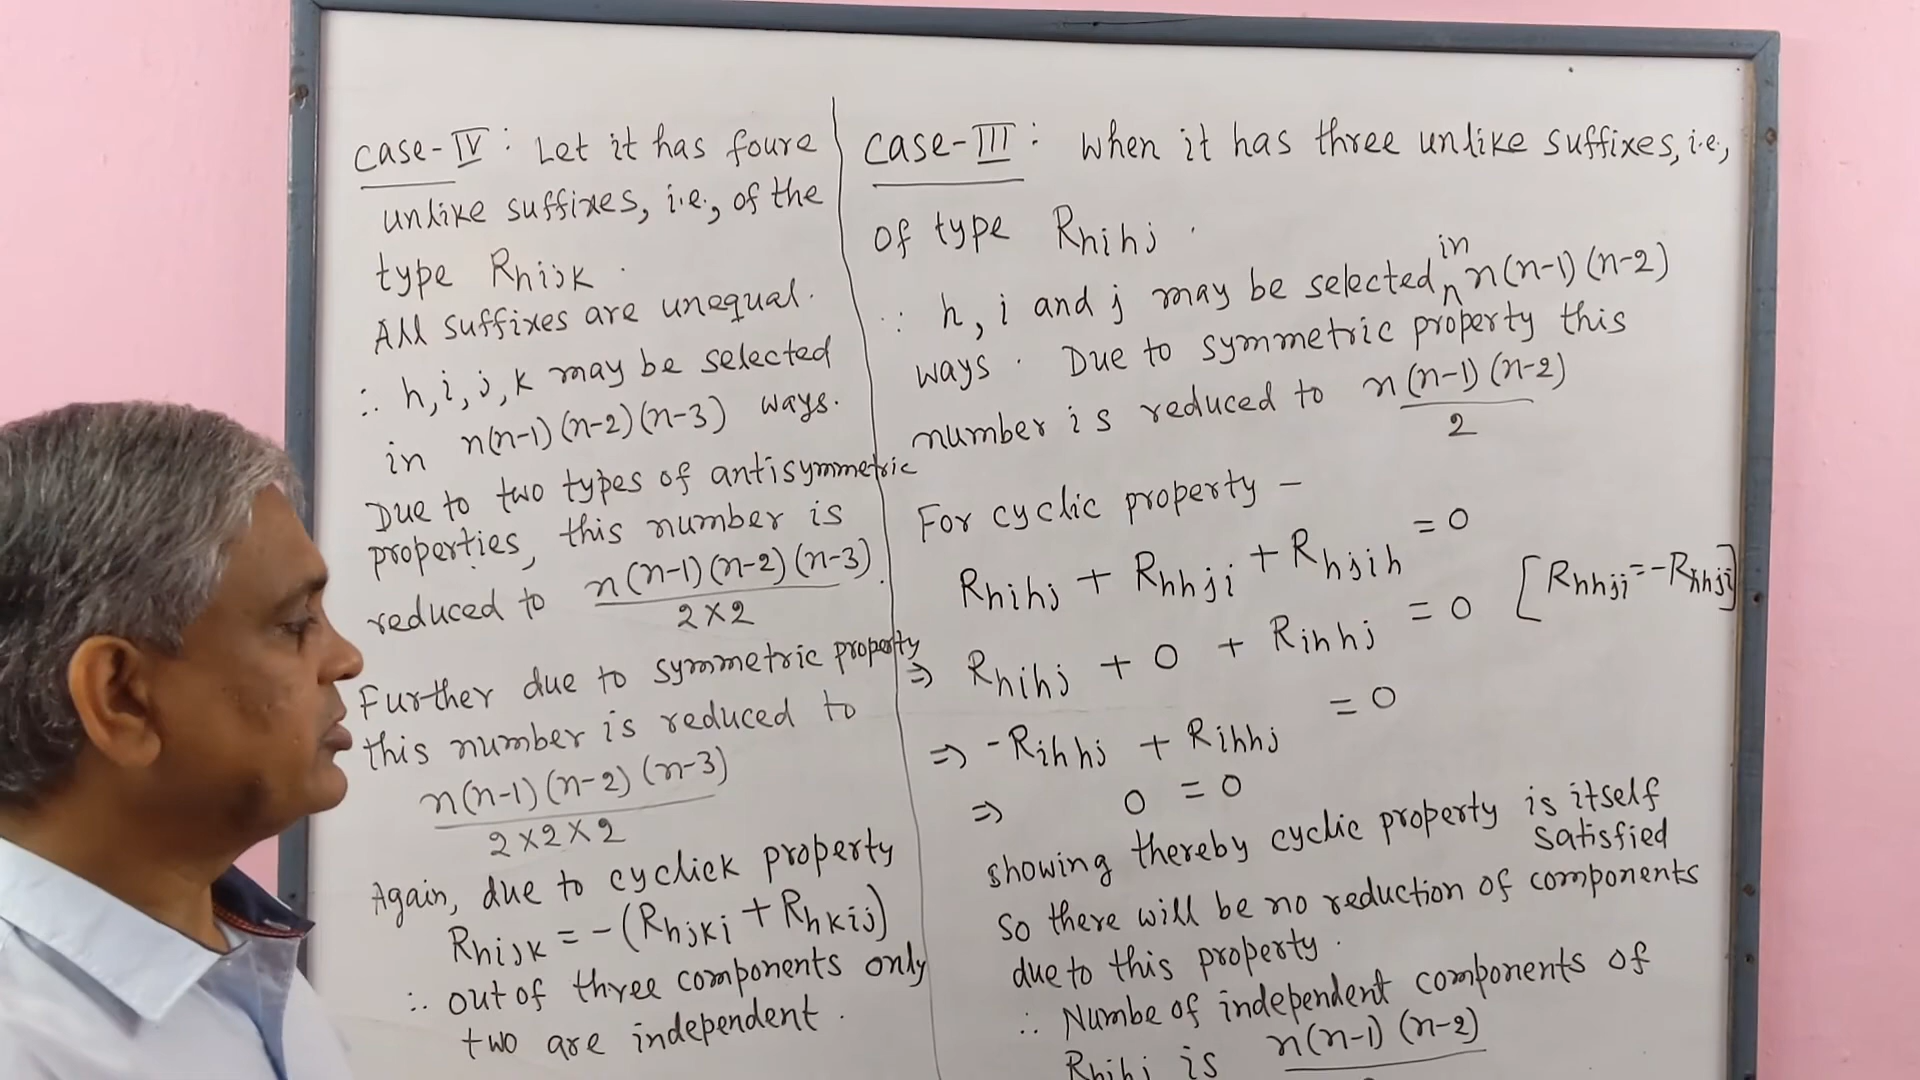 Case-IV : Let it has foure
unlike suffixes, i.e., of the
type Rhijk .
All suffixes are unequal.
∴ h, i, j, k may be selected
in n(n-1)(n-2)(n-3) ways.
Due to two types of antisymmetric
properties, this number is
reduced to n(n-1)(n-2)(n-3) .
2×2
Further due to symmetric property
this number is reduced to
n(n-1)(n-2)(n-3)
2×2×2
Again, due to cyclick property
Rhijk = -(Rhjki + Rhkij)
∴ out of three components only
two are independent .
Case-III : When it has three unlike suffixes, i.e.,
of type Rhihj .
∴ h, i and j may be selected in n(n-1)(n-2)
ways . Due to symmetric property this
number is reduced to n(n-1)(n-2)
2
For cyclic property -
Rhihj + Rhhji + Rhjih = 0
⇒ Rhihj + 0 + Rihhj = 0 [Rhhji = -Rhhji]
⇒ -Rihhj + Rihhj = 0
⇒ 0 = 0
showing thereby cyclic property is itself
satisfied
So there will be no reduction of components
due to this property .
∴ Numbe of independent components of
Rhihj is n(n-1)(n-2)